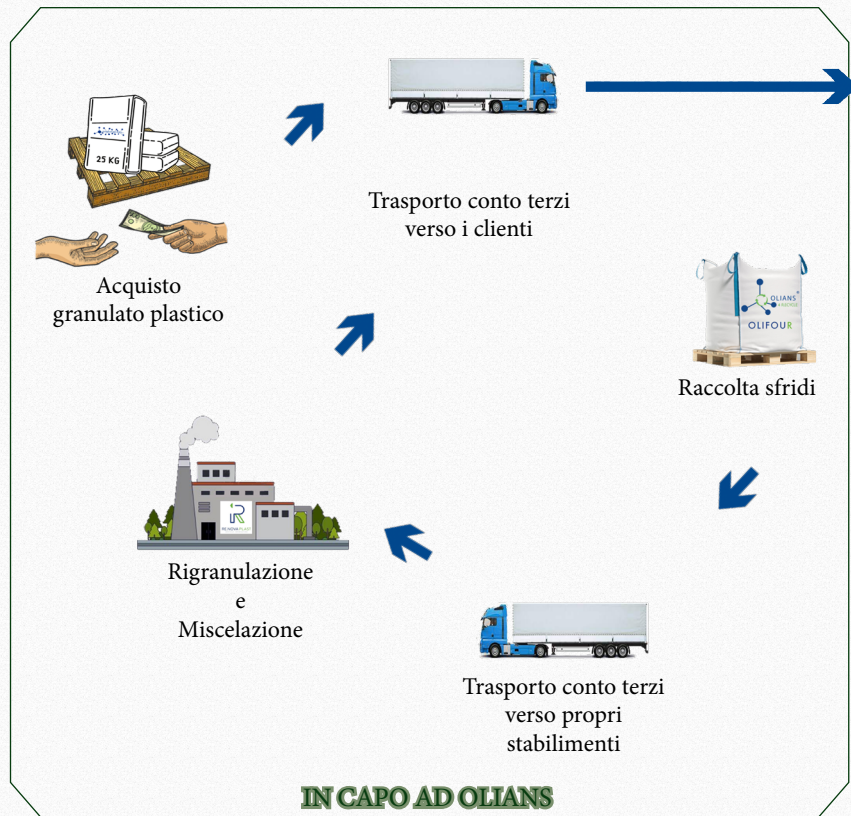 25 KG
Trasporto conto terzi
verso i clienti
Acquisto
granulato plastico
OLIANS
OLIFOUR
Raccolta sfridi
Rigranulazione
e
Miscelazione
Trasporto conto terzi
verso propri
stabilimenti
IN CAPO AD OLIANS